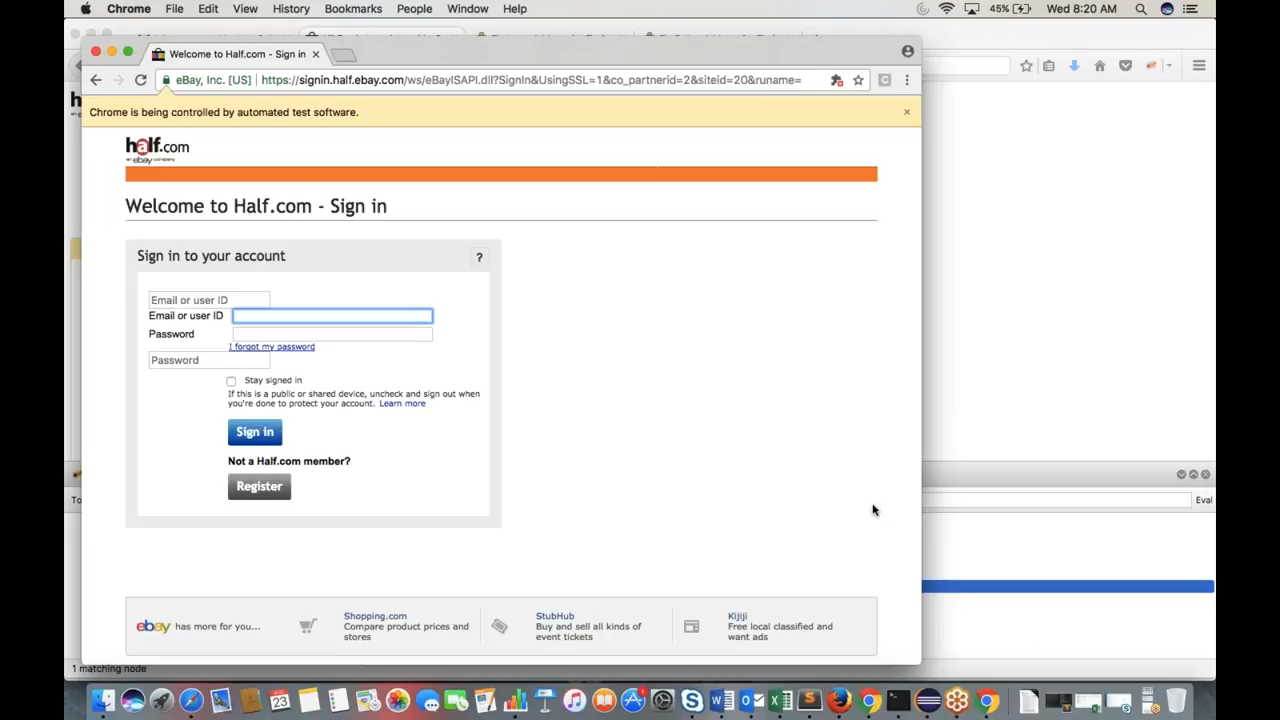 Chrome File Edit View History Bookmarks People Window Help 45% Wed 8:20 AM
Welcome to Half.com - Sign in
eBay, Inc. [US] https://signin.half.ebay.com/ws/eBayISAPI.dll?SignIn&UsingSSL=1&co_partnerid=2&siteid=20&runame=
Chrome is being controlled by automated test software.
half.com
an ebay company
Welcome to Half.com - Sign in
Sign in to your account ?
Email or user ID
Email or user ID
Password
I forgot my password
Password
Stay signed in
If this is a public or shared device, uncheck and sign out when
you're done to protect your account. Learn more
Sign in
Not a Half.com member?
Register
To
Eval
ebay has more for you...
Shopping.com
Compare product prices and
stores
StubHub
Buy and sell all kinds of
event tickets
Kijiji
Free local classified and
want ads
1 matching node
23